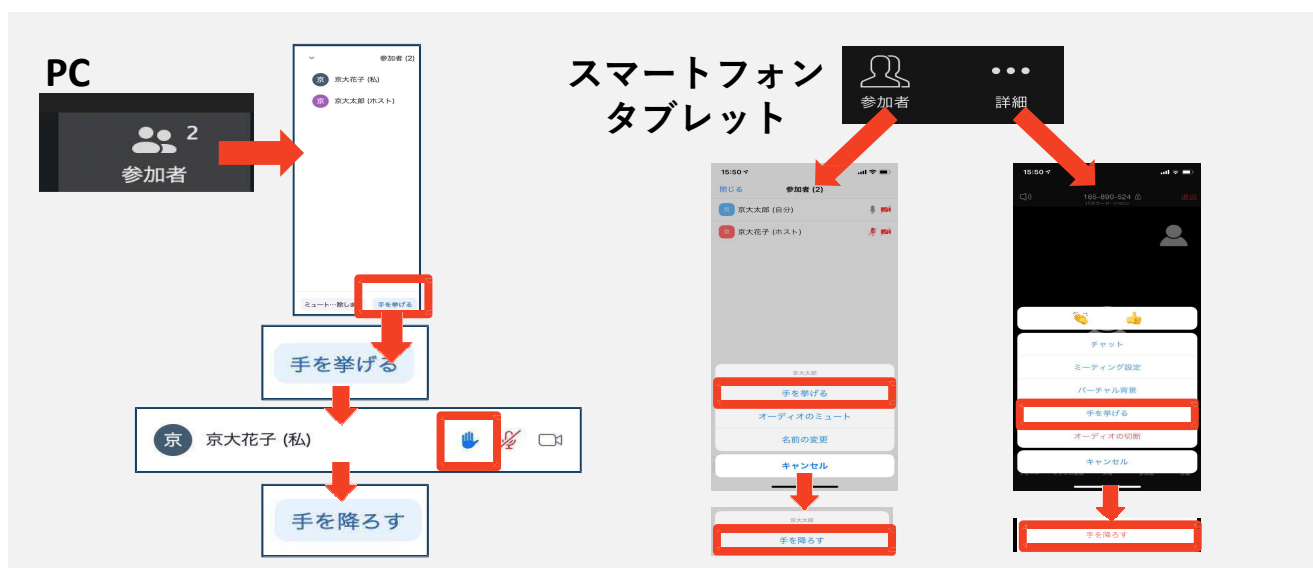 PC
2
参加者
参加者 (2)
京 京大花子 (私)
京 京大太郎 (ホスト)
手を挙げる
手を挙げる
京 京大花子 (私)
手を降ろす
スマートフォン
タブレット
参加者
詳細
15:50
閉じる 参加者 (2)
京大太郎 (自分)
京大花子 (ホスト)
京大太郎
手を挙げる
オーディオのミュート
名前の変更
キャンセル
京大太郎
手を降ろす
15:50
165-890-524
退出
チャット
ミーティング設定
バーチャル背景
手を挙げる
オーディオの切断
キャンセル
手を降ろす